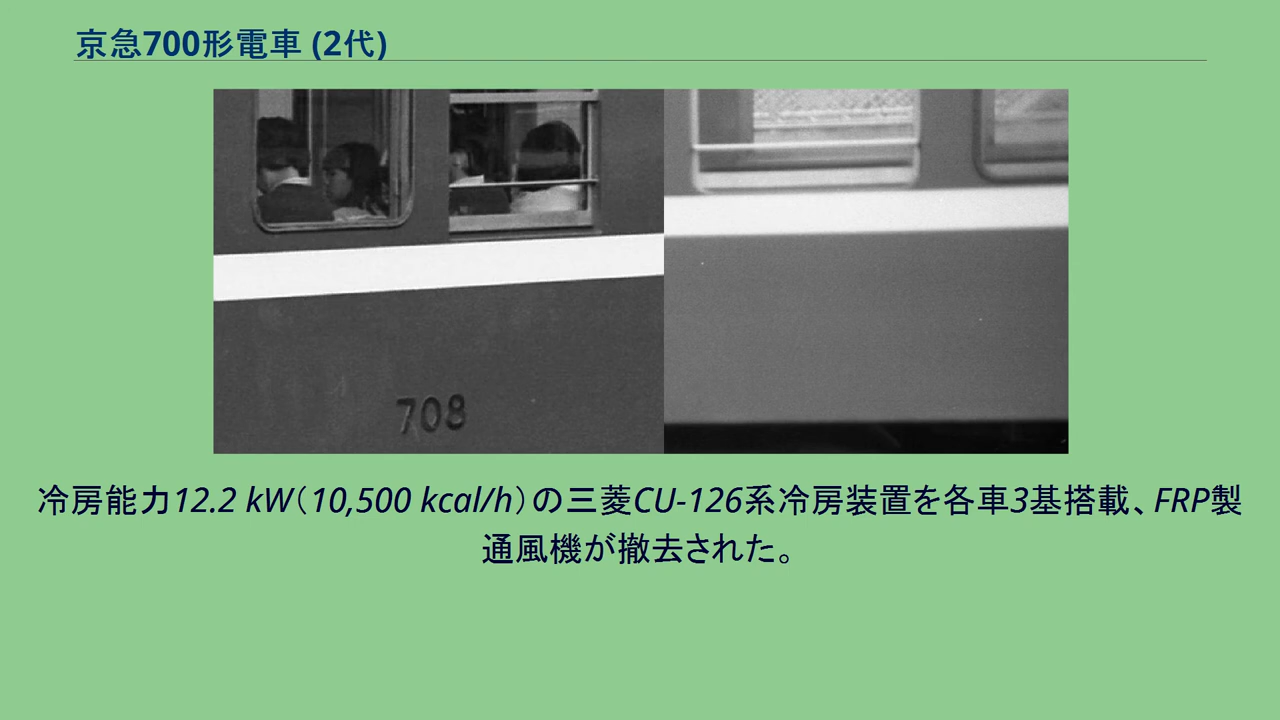 京急700形電車 (2代)
708
冷房能力12.2 kW（10,500 kcal/h）の三菱CU-126系冷房装置を各車3基搭載、FRP製
通風機が撤去された。